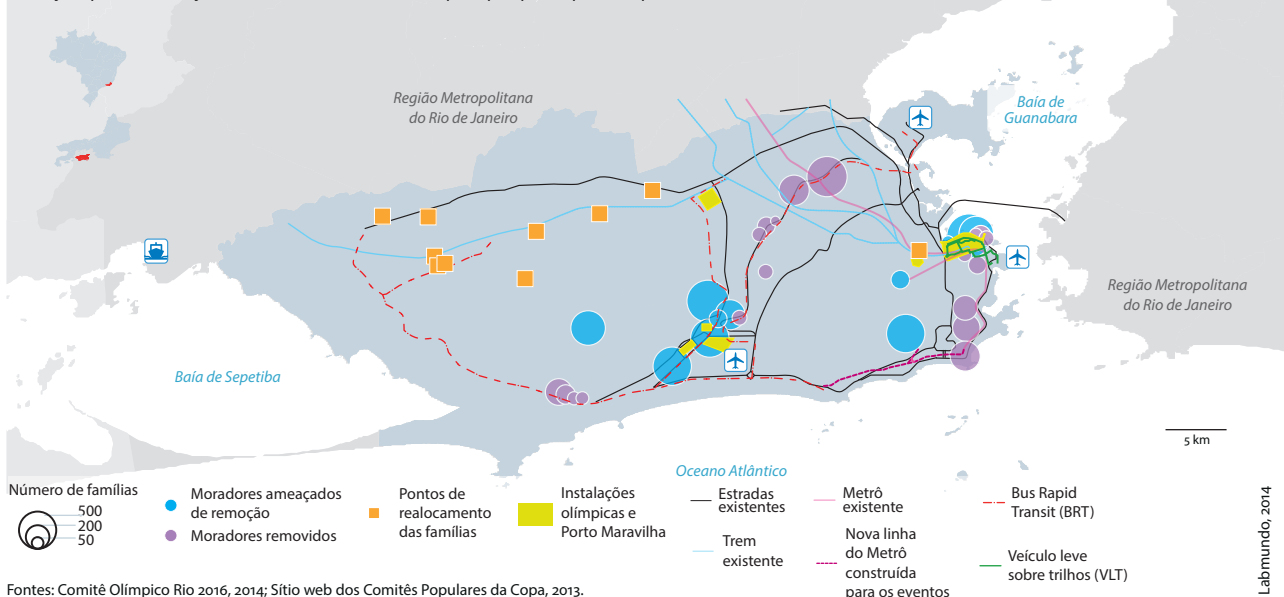 Região Metropolitana
do Rio de Janeiro
Baía de
Guanabara
Região Metropolitana
do Rio de Janeiro
Baía de Sepetiba
5 km
Oceano Atlântico
Número de famílias
500
200
50
Moradores ameaçados
de remoção
Moradores removidos
Pontos de
realocamento
das famílias
Instalações
olímpicas e
Porto Maravilha
Estradas
existentes
Trem
existente
Metrô
existente
Nova linha
do Metrô
construída
para os eventos
Bus Rapid
Transit (BRT)
Veículo leve
sobre trilhos (VLT)
Labmundo, 2014
Fontes: Comitê Olímpico Rio 2016, 2014; Sítio web dos Comitês Populares da Copa, 2013.